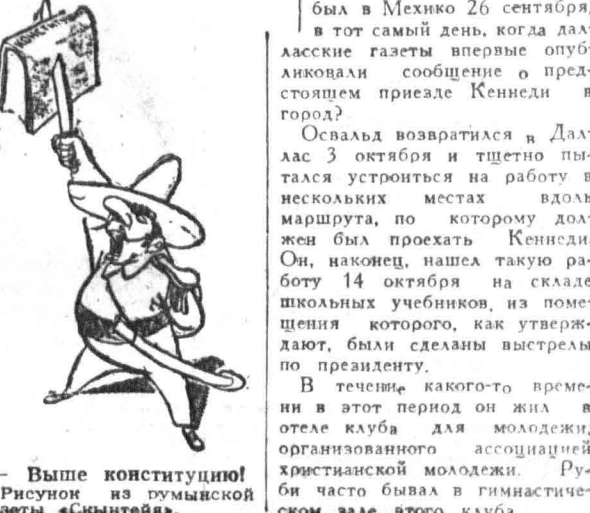 – Выше конституцию!
Рисунок из румынской
газеты «Скынтейя».
был в Мехико 26 сентября,
в тот самый день, когда дал-
ласские газеты впервые опуб-
ликовали сообщение о пред-
стоящем приезде Кеннеди в
город?
Освальд возвратился в Дал-
лас 3 октября и тщетно пы-
тался устроиться на работу в
нескольких местах вдоль
маршрута, по которому дол-
жен был проехать Кеннеди.
Он, наконец, нашел такую ра-
боту 14 октября на складе
школьных учебников, из поме-
щения которого, как утверж-
дают, были сделаны выстрелы
по президенту.
В течение какого-то време-
ни в этот период он жил в
отеле клуба для молодежи,
организованного ассоциацией
христианской молодежи. Ру-
би часто бывал в гимнастиче-
ском зале этого клуба